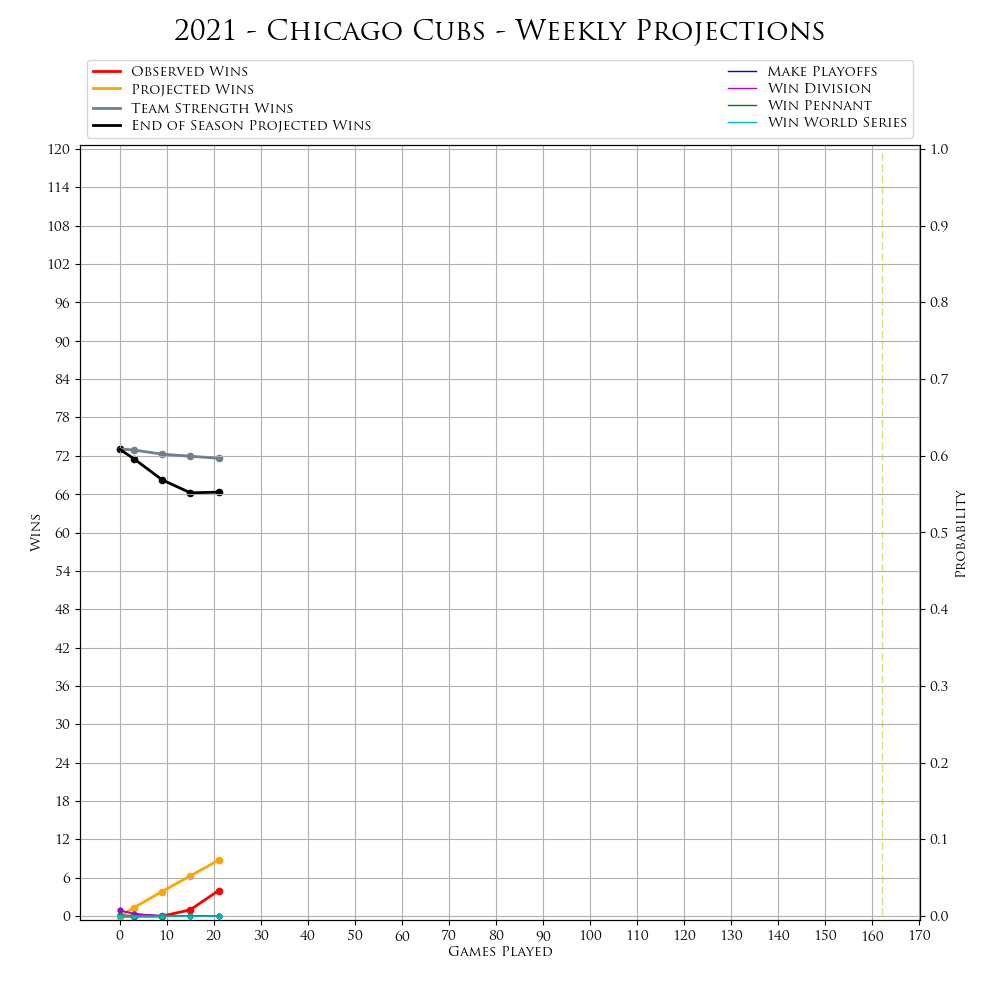 2021 - Chicago Cubs - Weekly Projections
Observed Wins
Projected Wins
Team Strength Wins
End of Season Projected Wins
Make Playoffs
Win Division
Win Pennant
Win World Series
120
114
108
102
96
90
84
78
72
66
60
54
48
42
36
30
24
18
12
6
0
Wins
1.0
0.9
0.8
0.7
0.6
0.5
0.4
0.3
0.2
0.1
0.0
Probability
0 10 20 30 40 50 60 70 80 90 100 110 120 130 140 150 160 170
Games Played